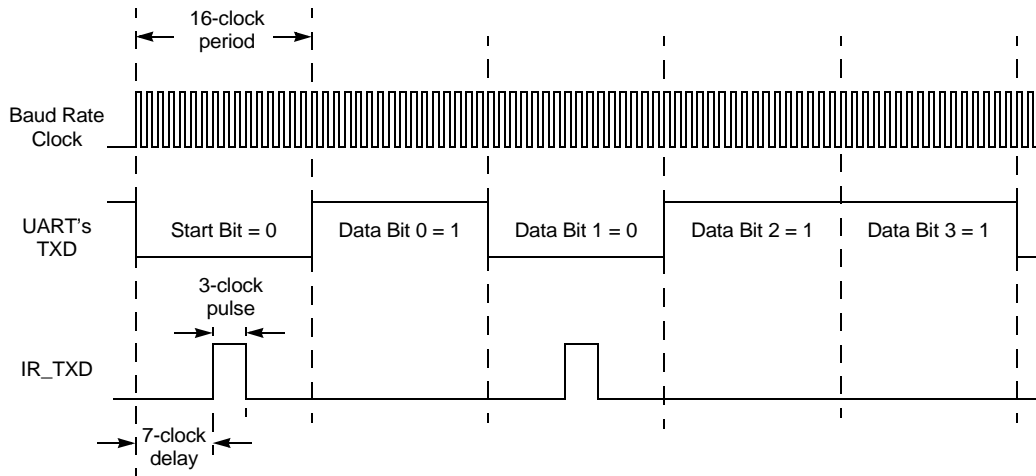 16-clock
period
Baud Rate
Clock
UART's
TXD
Start Bit = 0
Data Bit 0 = 1
Data Bit 1 = 0
Data Bit 2 = 1
Data Bit 3 = 1
3-clock
pulse
IR_TXD
7-clock
delay